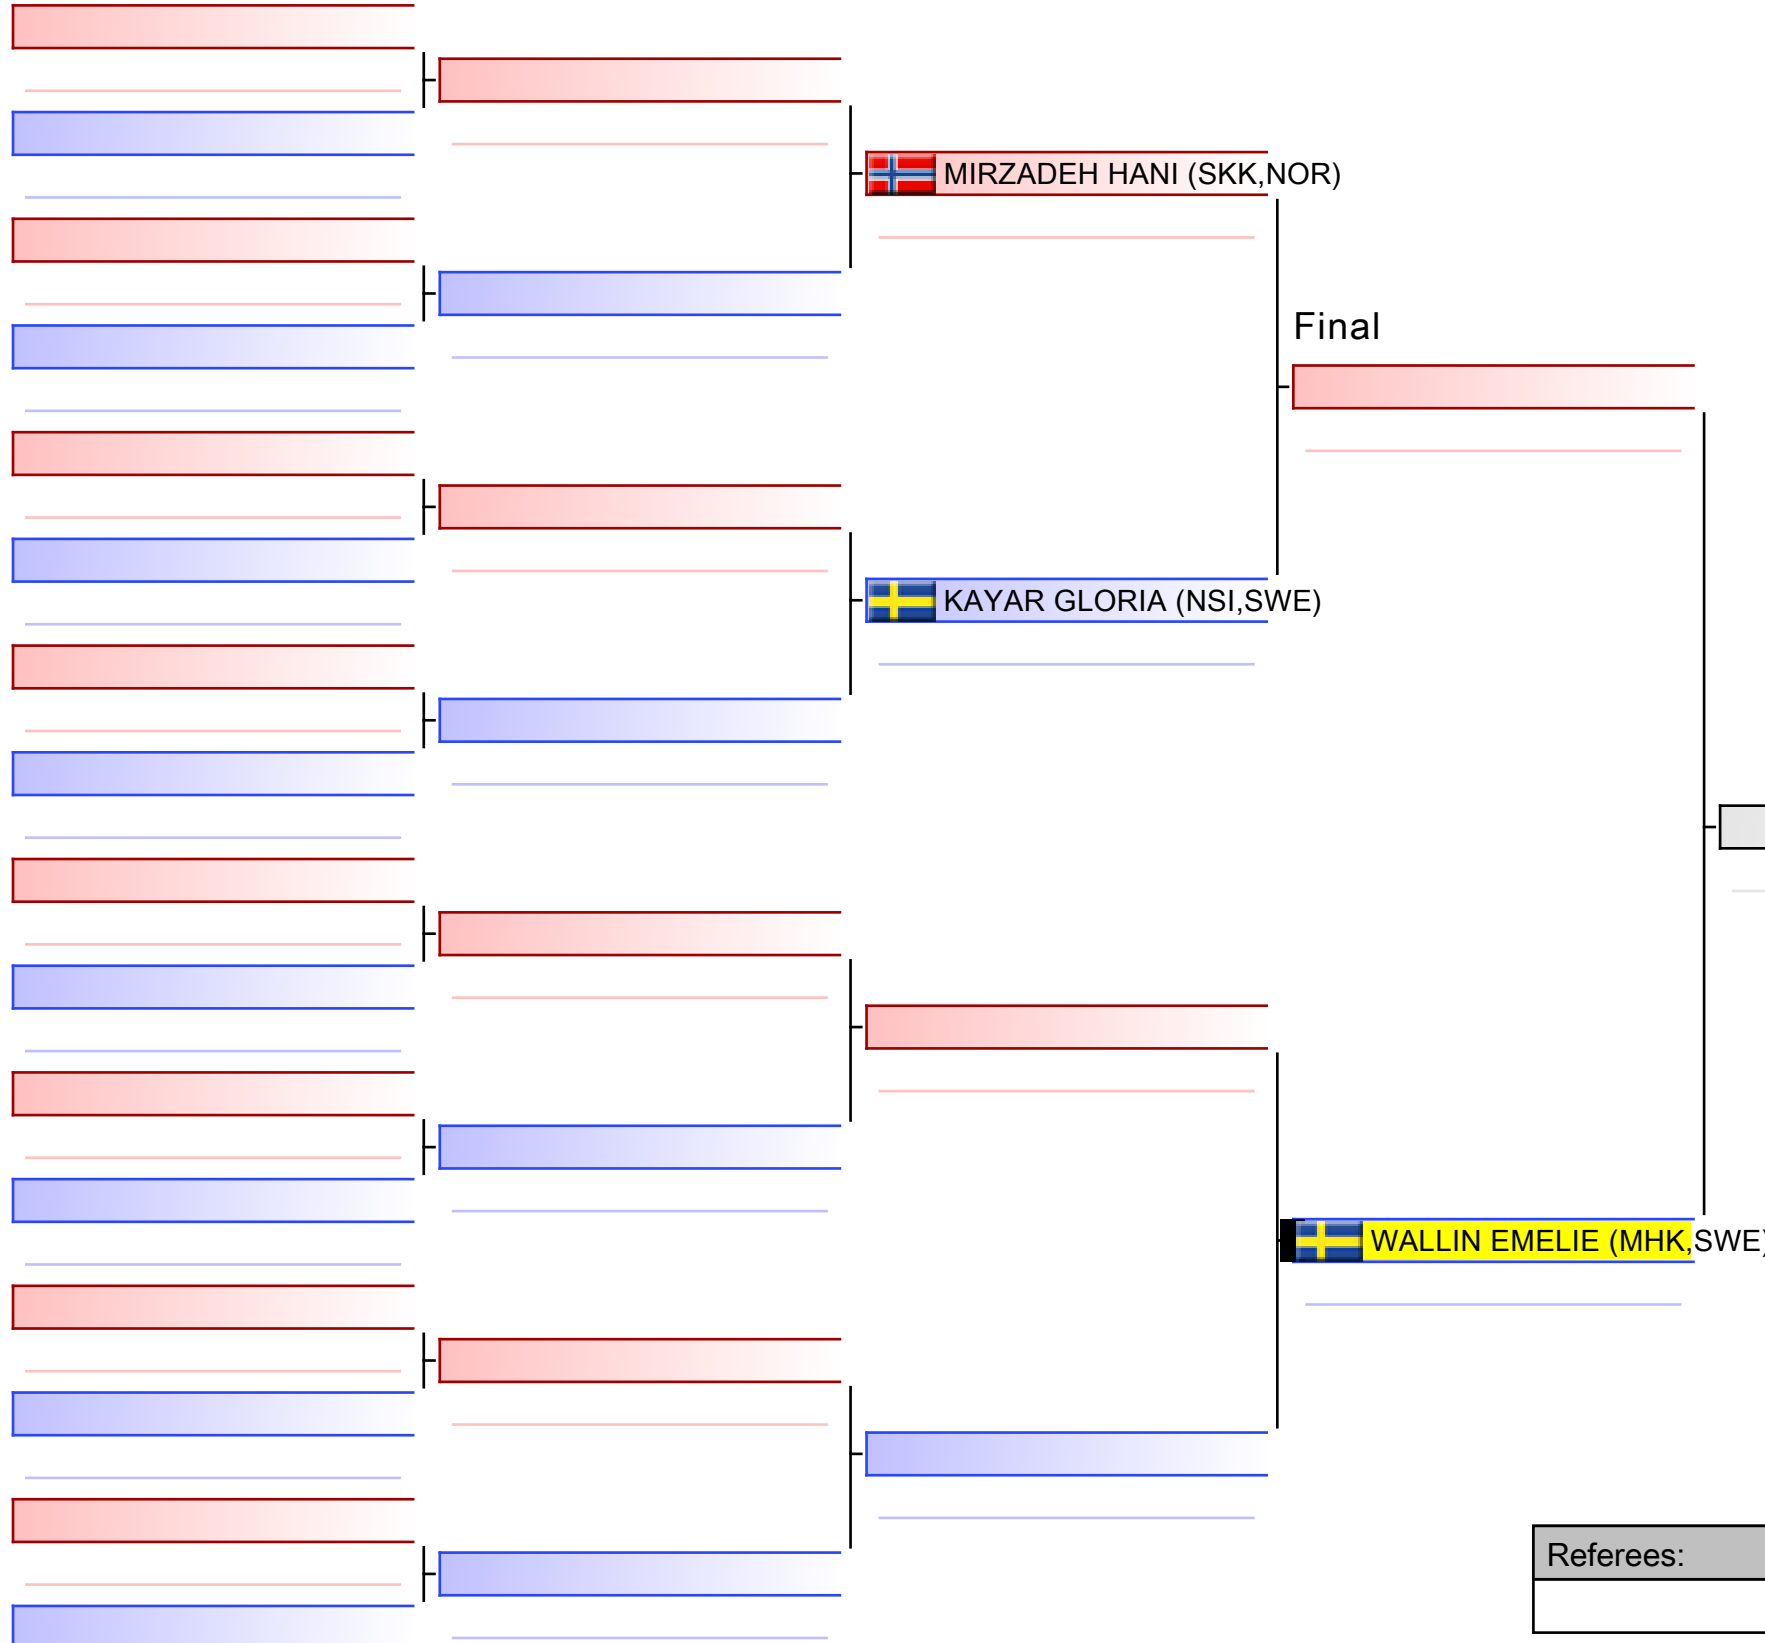 MIRZADEH HANI (SKK,NOR)
Final
KAYAR GLORIA (NSI,SWE)
WALLIN EMELIE (MHK,SWE)
Referees: